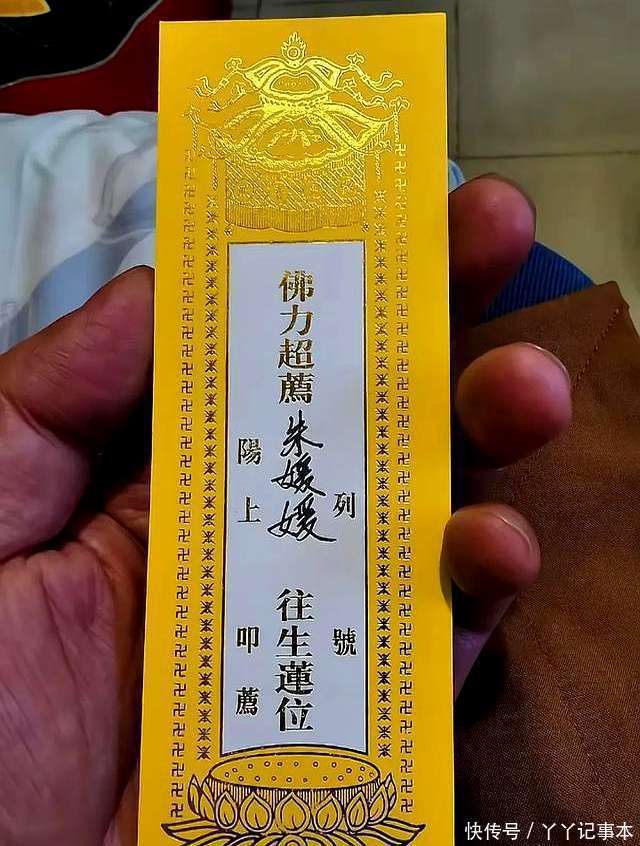 佛力超薦朱媛媛往生蓮位
列號
陽上叩薦
快传号／丫丫记事本